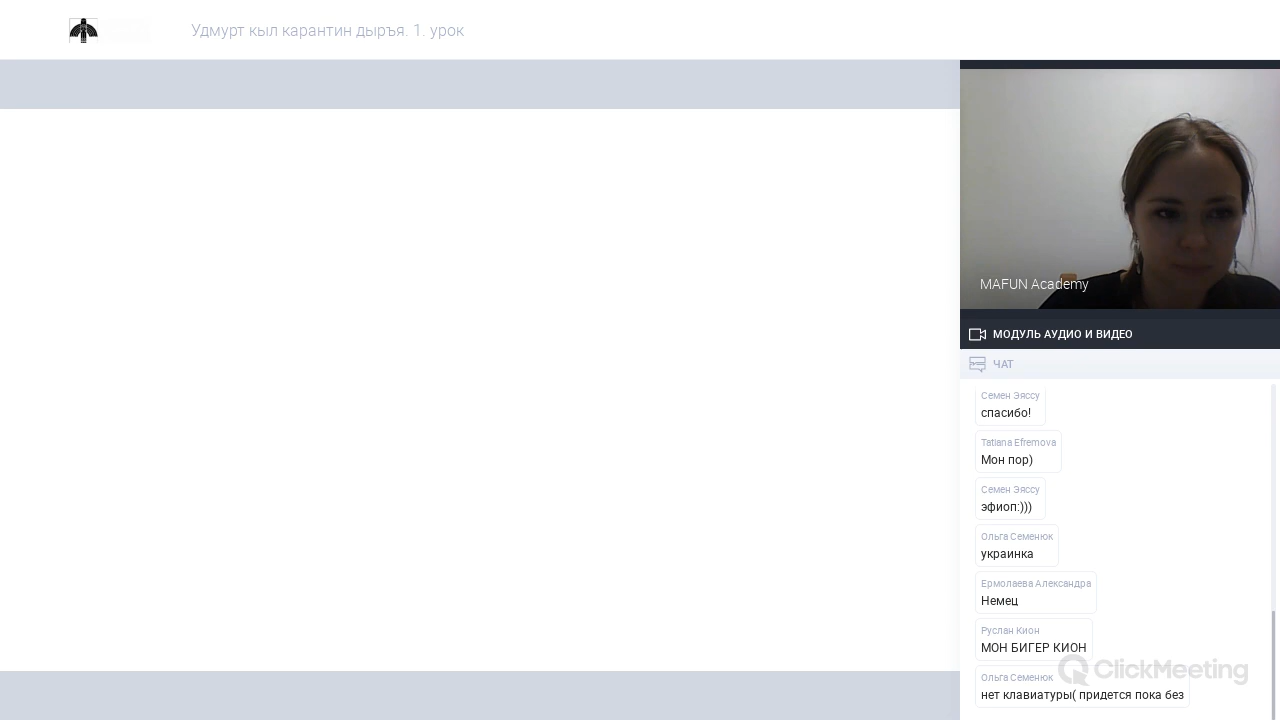 Удмурт кыл карантин дыръя. 1. урок
MAFUN Academy
МОДУЛЬ АУДИО И ВИДЕО
ЧАТ
Семен Эяссу
спасибо!
Tatiana Efremova
Мон пор)
Семен Эяссу
эфиоп:)))
Ольга Семенюк
украинка
Ермолаева Александра
Немец
Руслан Кион
МОН БИГЕР КИОН
ClickMeeting
Ольга Семенюк
нет клавиатуры( придется пока без